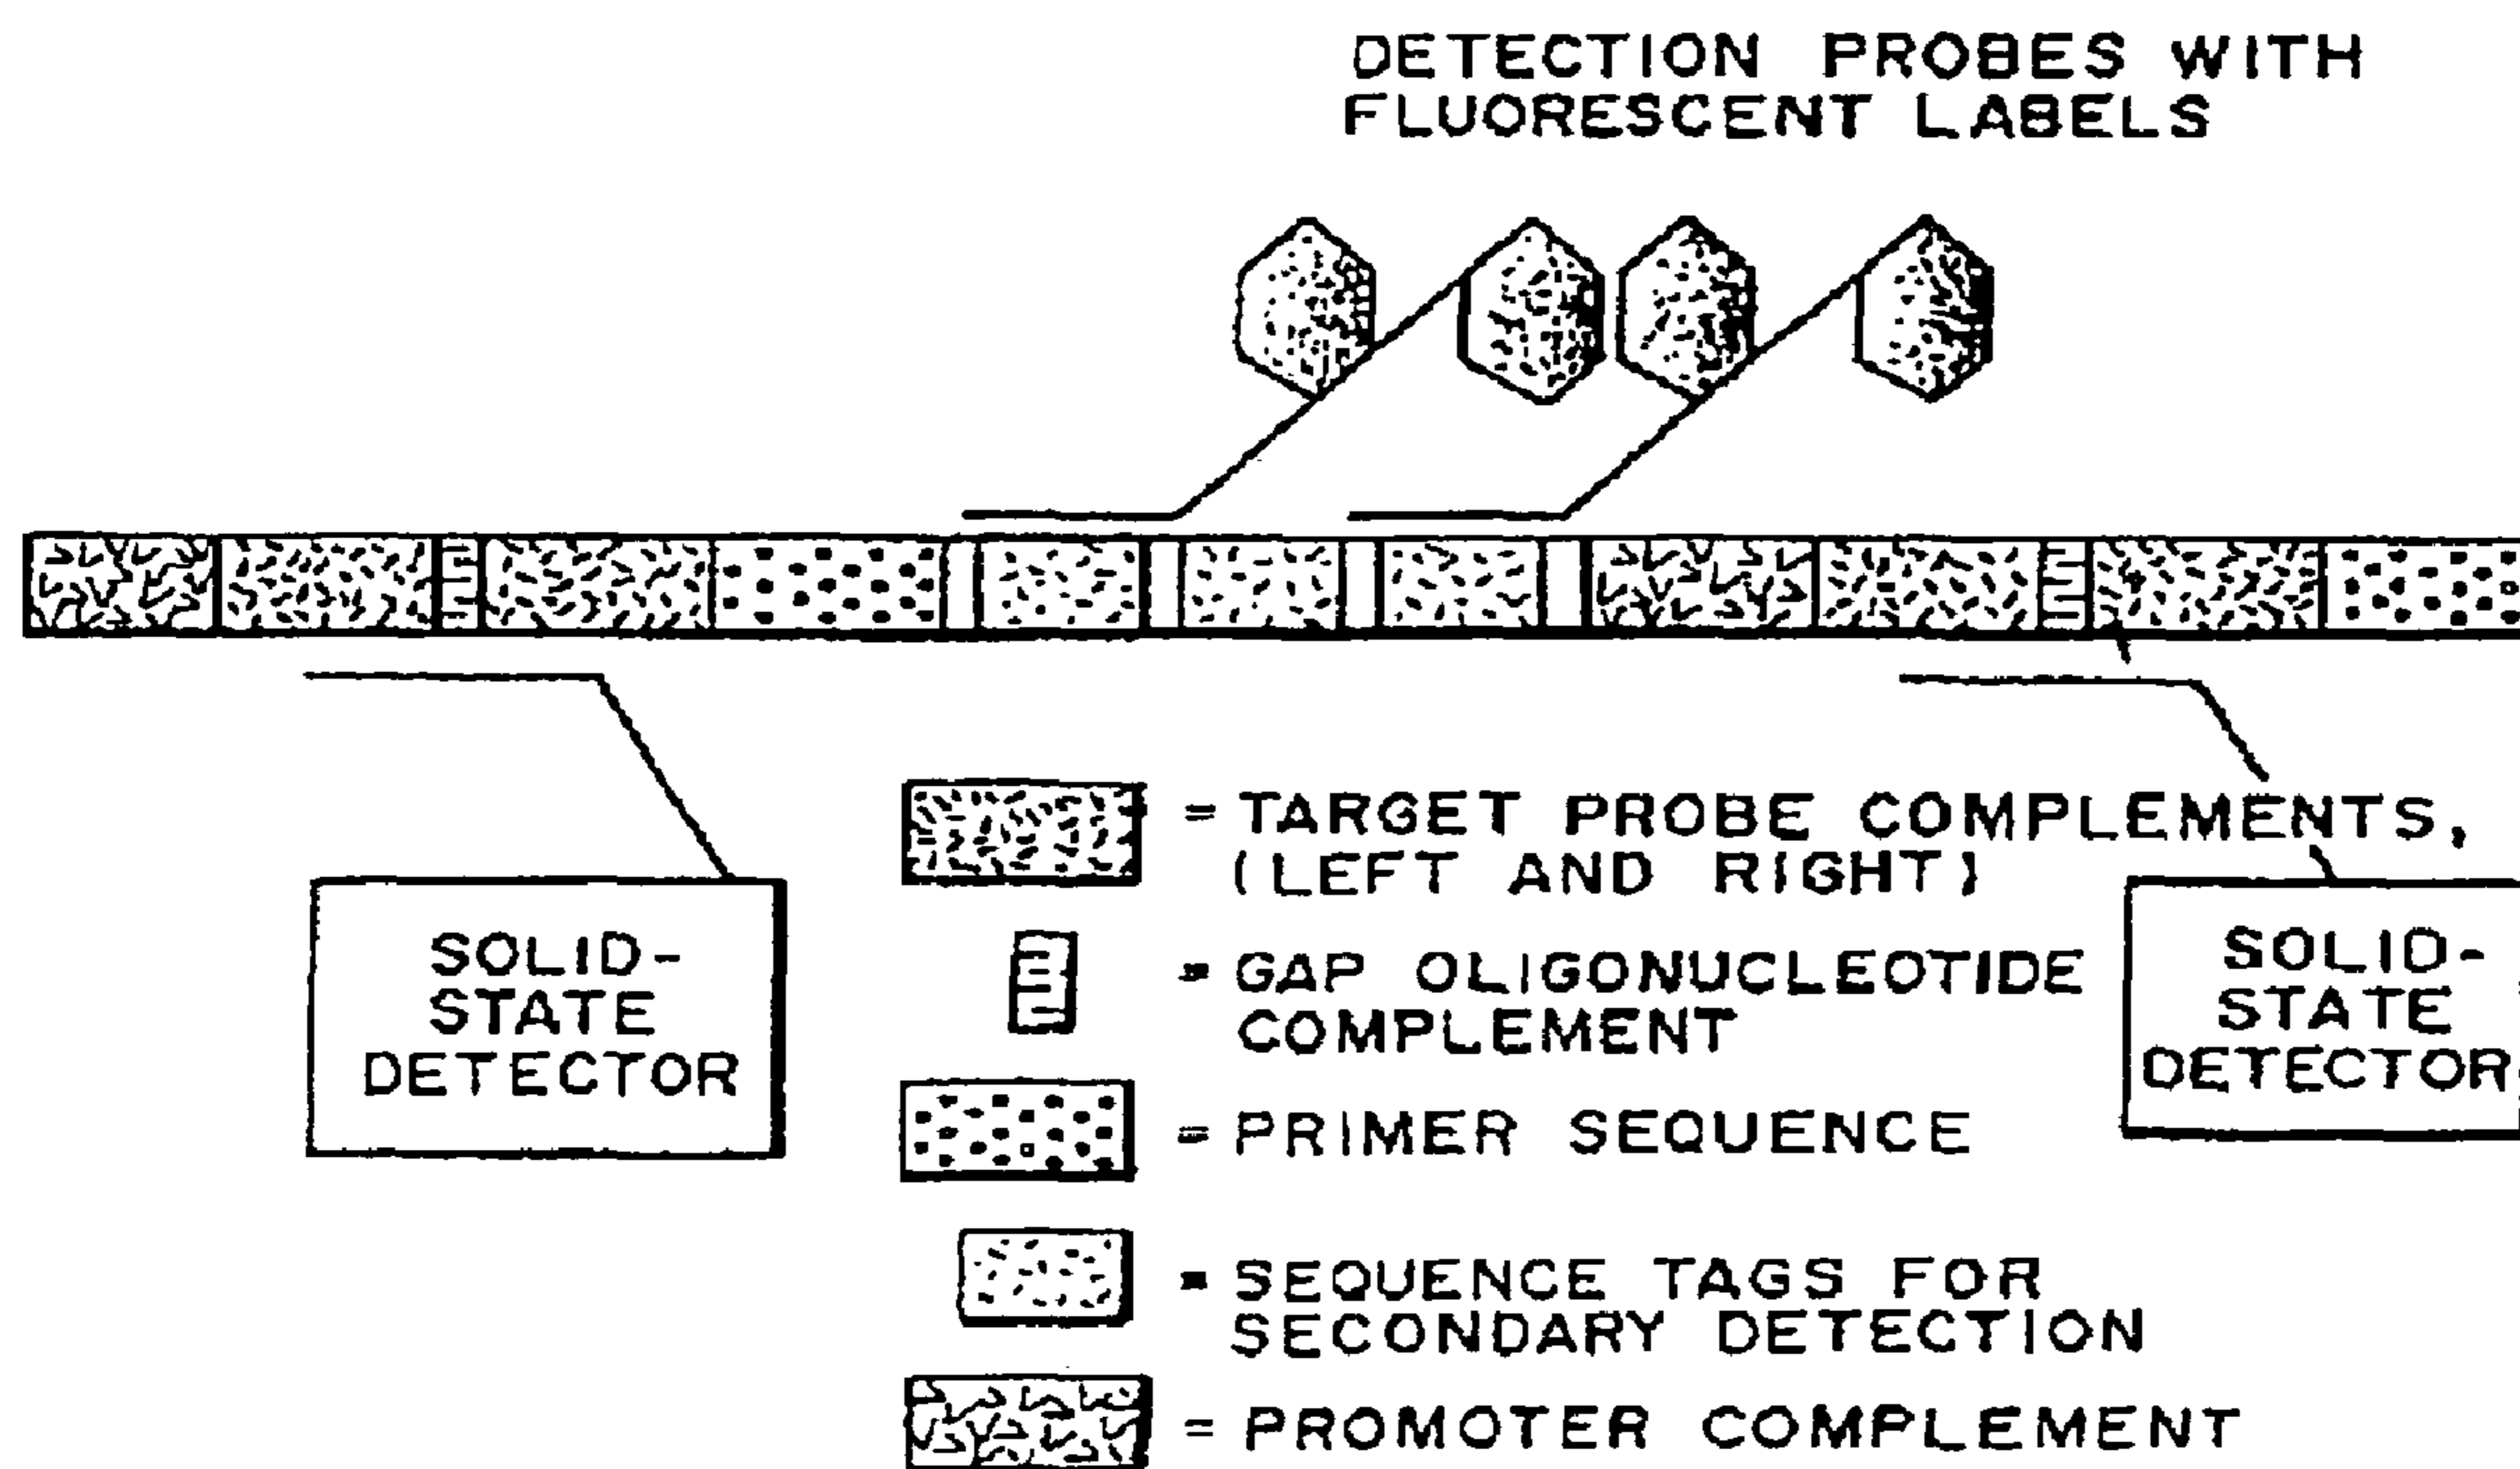 DETECTION PROBES WITH
FLUORESCENT LABELS
= TARGET PROBE COMPLEMENTS,
(LEFT AND RIGHT)
= GAP OLIGONUCLEOTIDE
COMPLEMENT
= PRIMER SEQUENCE
= SEQUENCE TAGS FOR
SECONDARY DETECTION
= PROMOTER COMPLEMENT
SOLID-
STATE
DETECTOR
SOLID-
STATE
DETECTOR